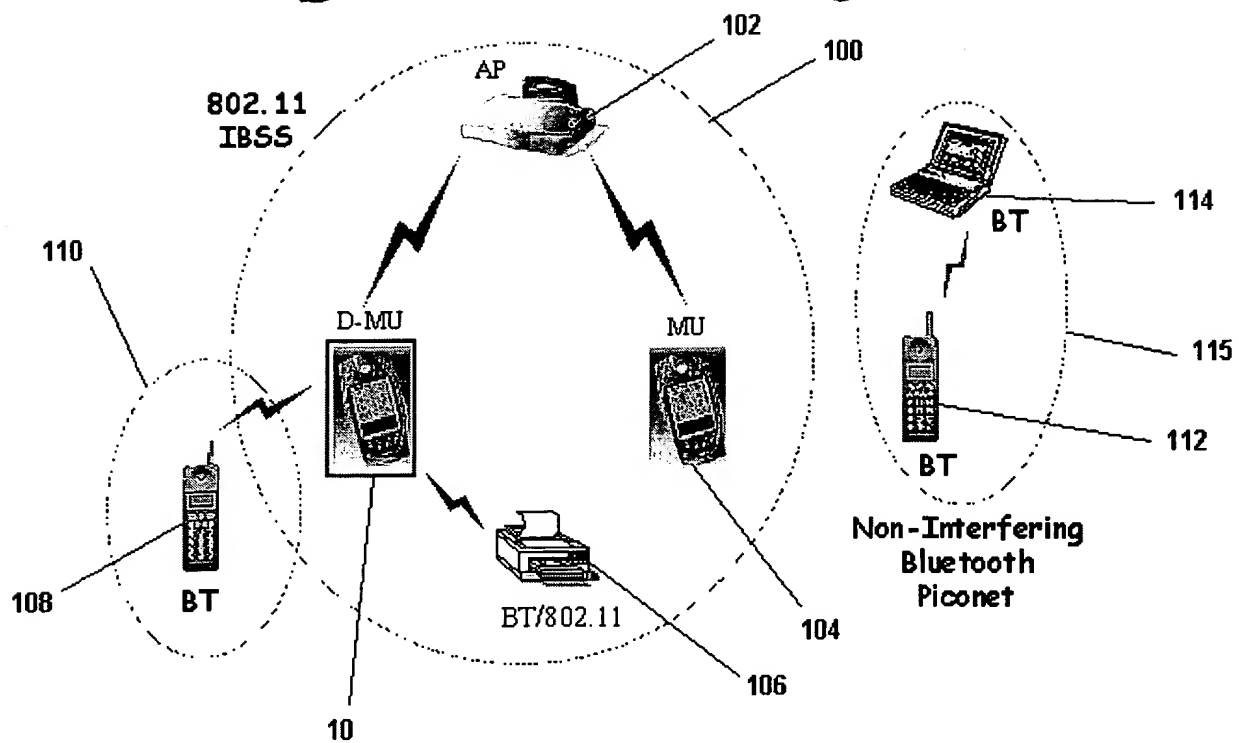 102
100
AP
802.11
IBSS
114
BT
110
D-MU
MU
115
112
BT
108
BT
Non-Interfering
Bluetooth
Piconet
BT/802.11
104
106
10